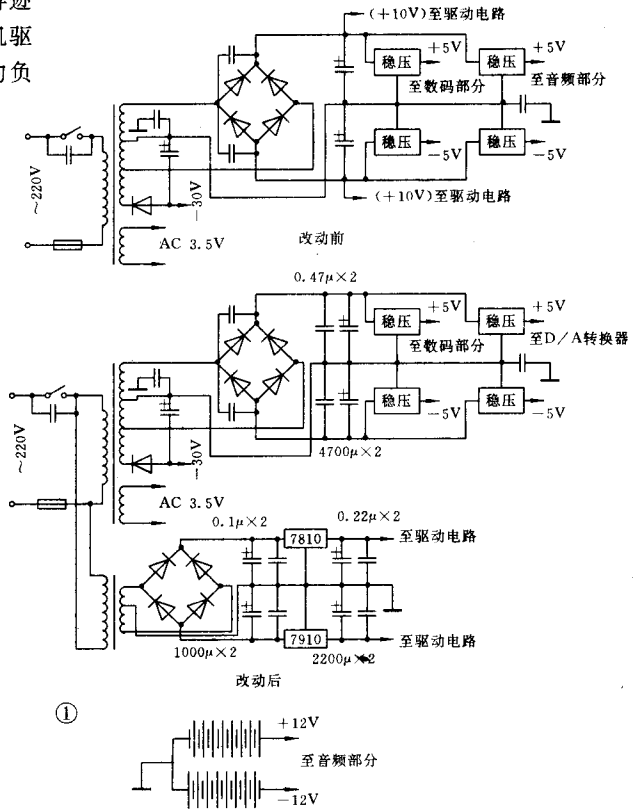 机驱
力负
(+10V)至驱动电路
稳压
+5V
稳压
+5V
至数码部分
至音频部分
稳压
-5V
稳压
-5V
~220V
-30V
(+10V)至驱动电路
AC 3.5V
改动前
0.47μ×2
稳压
+5V
稳压
+5V
至数码部分
至D/A转换器
稳压
-5V
稳压
-5V
~220V
-30V
4700μ×2
AC 3.5V
0.1μ×2
7810
0.22μ×2
至驱动电路
7910
至驱动电路
1000μ×2
2200μ×2
改动后
①
+12V
至音频部分
-12V